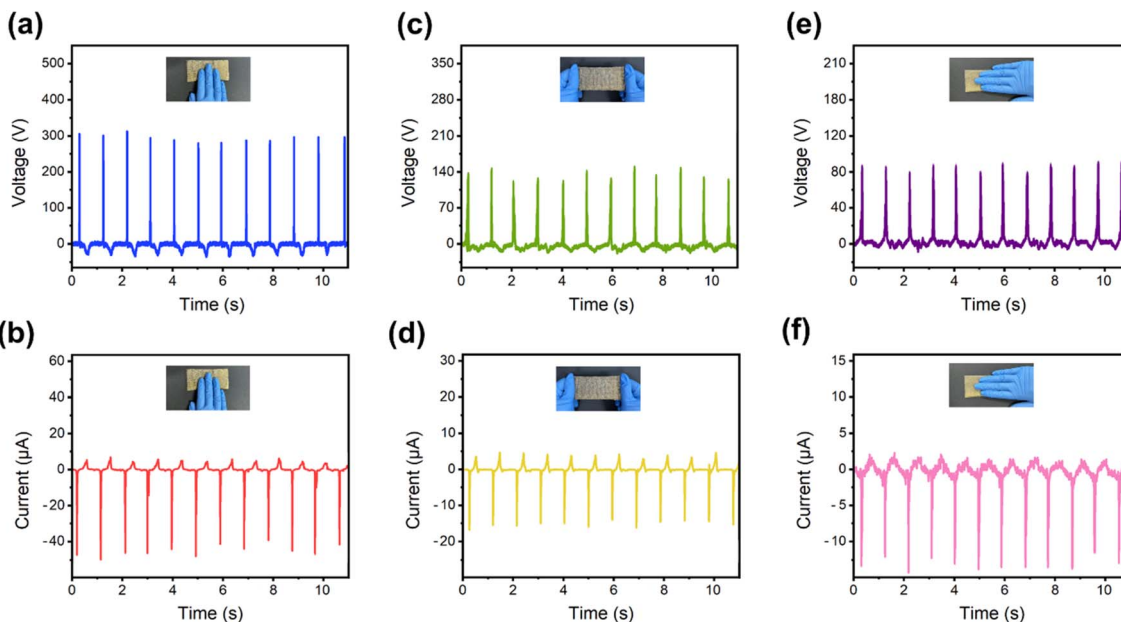 (a)
500
400
300
200
100
0
Voltage (V)
0 2 4 6 8 10
Time (s)
(c)
350
280
210
140
70
0
Voltage (V)
0 2 4 6 8 10
Time (s)
(e)
210
180
120
80
40
0
Voltage (V)
0 2 4 6 8 10
Time (s)
(b)
60
40
20
0
-20
-40
Current (µA)
0 2 4 6 8 10
Time (s)
(d)
30
20
10
0
-10
-20
Current (µA)
0 2 4 6 8 10
Time (s)
(f)
15
10
5
0
-5
-10
Current (µA)
0 2 4 6 8 10
Time (s)